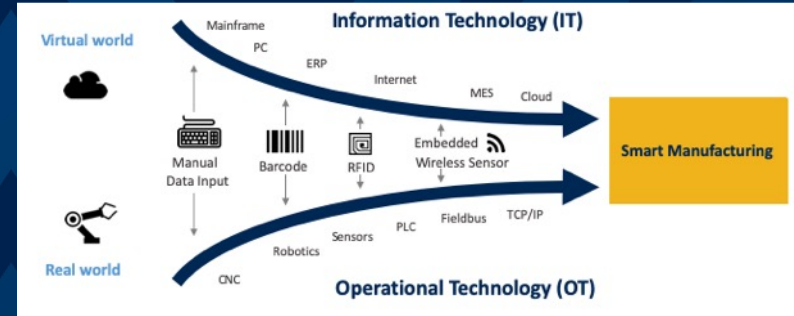 Information Technology (IT)
Virtual world
Mainframe
PC
ERP
Internet
MES
Cloud
Manual
Data Input
Barcode
RFID
Embedded
Wireless Sensor
Smart Manufacturing
Real world
CNC
Robotics
Sensors
PLC
Fieldbus
TCP/IP
Operational Technology (OT)